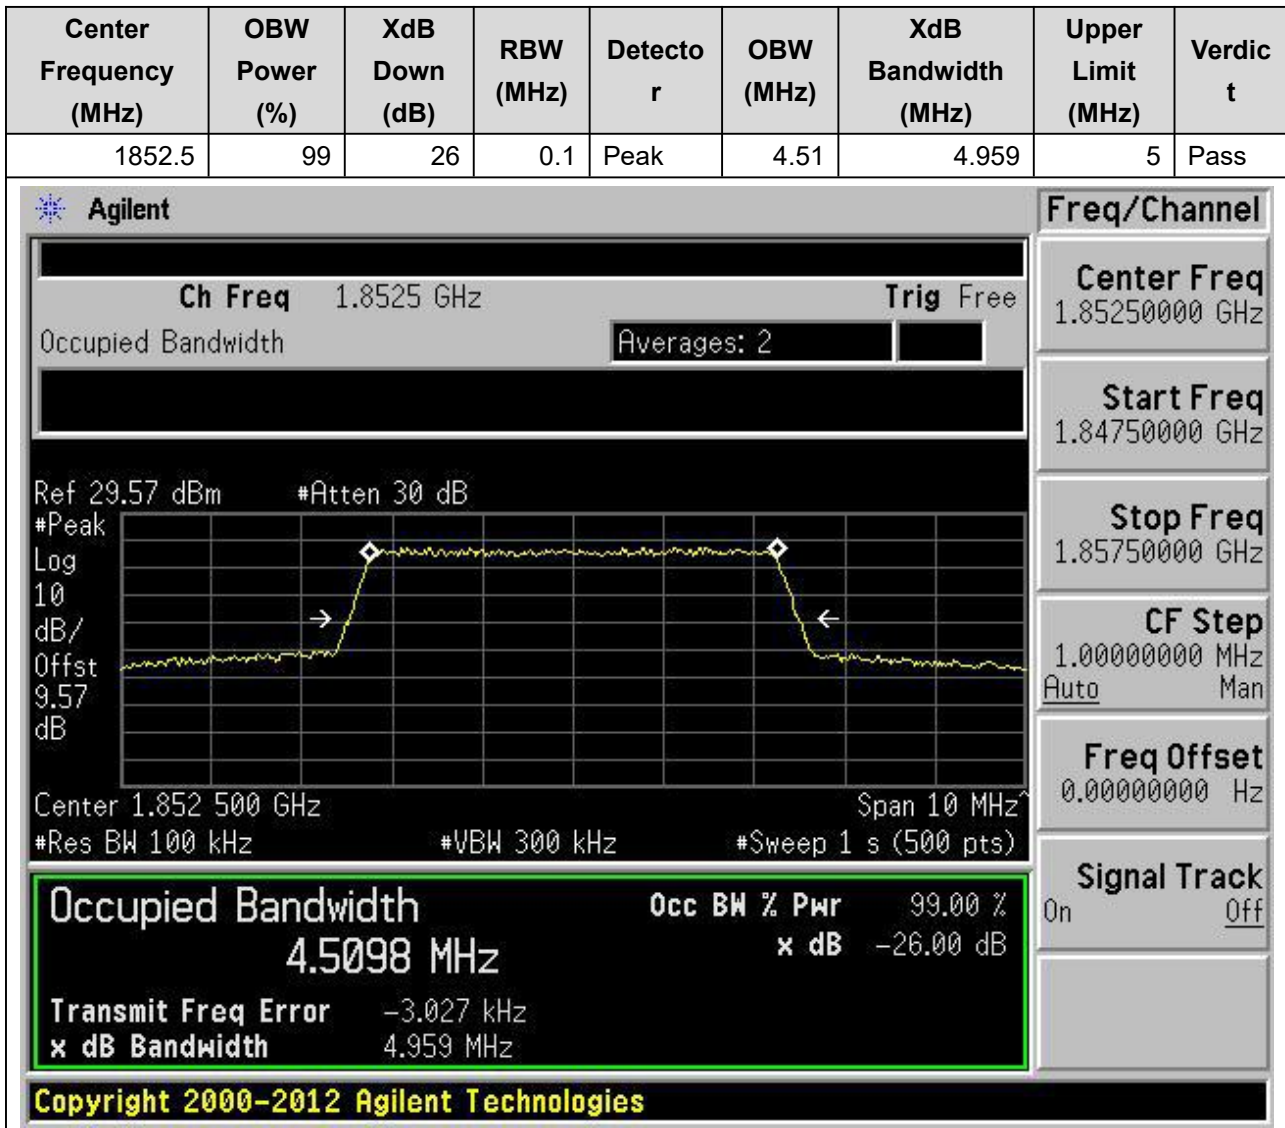 Center Frequency (MHz) OBW Power (%) XdB Down (dB) RBW (MHz) Detecto r OBW (MHz) XdB Bandwidth (MHz) Upper Limit (MHz) Verdic t
1852.5 99 26 0.1 Peak 4.51 4.959 5 Pass
Agilent
Freq/Channel
Ch Freq 1.8525 GHz Trig Free
Occupied Bandwidth Averages: 2
Center Freq
1.85250000 GHz
Start Freq
1.84750000 GHz
Stop Freq
1.85750000 GHz
CF Step
1.00000000 MHz
Auto Man
Freq Offset
0.00000000 Hz
Signal Track
On Off
Ref 29.57 dBm #Atten 30 dB
#Peak
Log
10
dB/
Offst
9.57
dB
Center 1.852 500 GHz Span 10 MHz^
#Res BW 100 kHz #VBW 300 kHz #Sweep 1 s (500 pts)
Occupied Bandwidth
4.5098 MHz
Occ BW % Pwr 99.00 %
x dB -26.00 dB
Transmit Freq Error -3.027 kHz
x dB Bandwidth 4.959 MHz
Copyright 2000-2012 Agilent Technologies